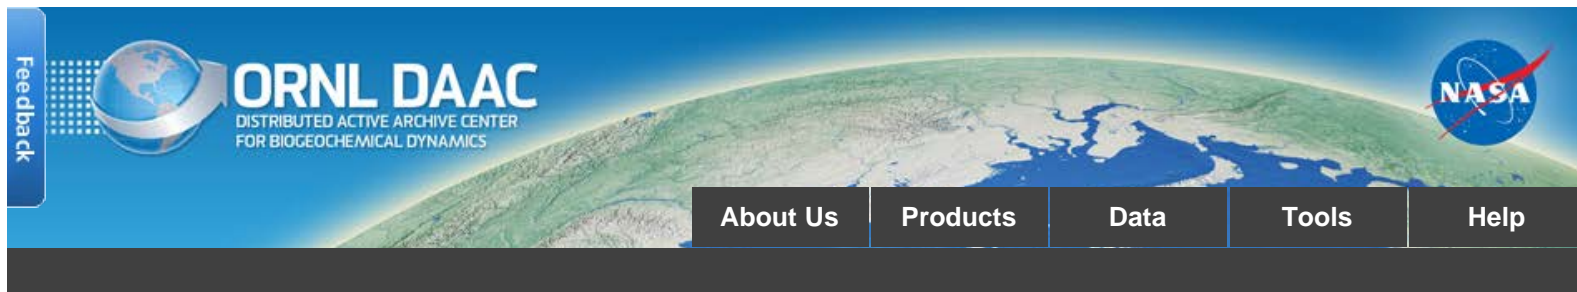 Feedback
ORNL DAAC
DISTRIBUTED ACTIVE ARCHIVE CENTER
FOR BIOGEOCHEMICAL DYNAMICS
NASA
About Us
Products
Data
Tools
Help